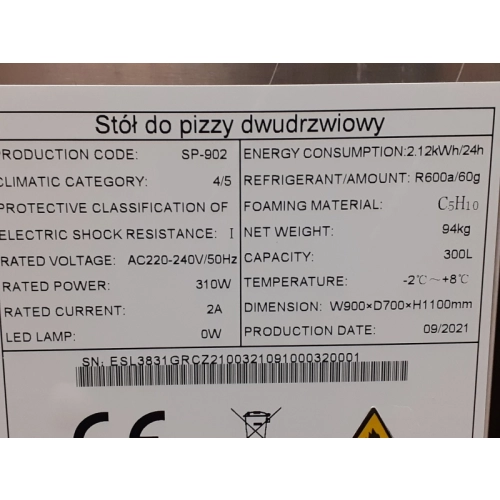 Stół do pizzy dwudrzwiowy
PRODUCTION CODE: SP-902
CLIMATIC CATEGORY: 4/5
PROTECTIVE CLASSIFICATION OF
ELECTRIC SHOCK RESISTANCE: I
RATED VOLTAGE: AC220-240V/50Hz
RATED POWER: 310W
RATED CURRENT: 2A
LED LAMP: 0W
ENERGY CONSUMPTION:2.12kWh/24h
REFRIGERANT/AMOUNT: R600a/60g
FOAMING MATERIAL: C5H10
NET WEIGHT: 94kg
CAPACITY: 300L
TEMPERATURE: -2℃~+8℃
DIMENSION: W900×D700×H1100mm
PRODUCTION DATE: 09/2021
SN: ESL3831GRCZ2100321091000320001
CE